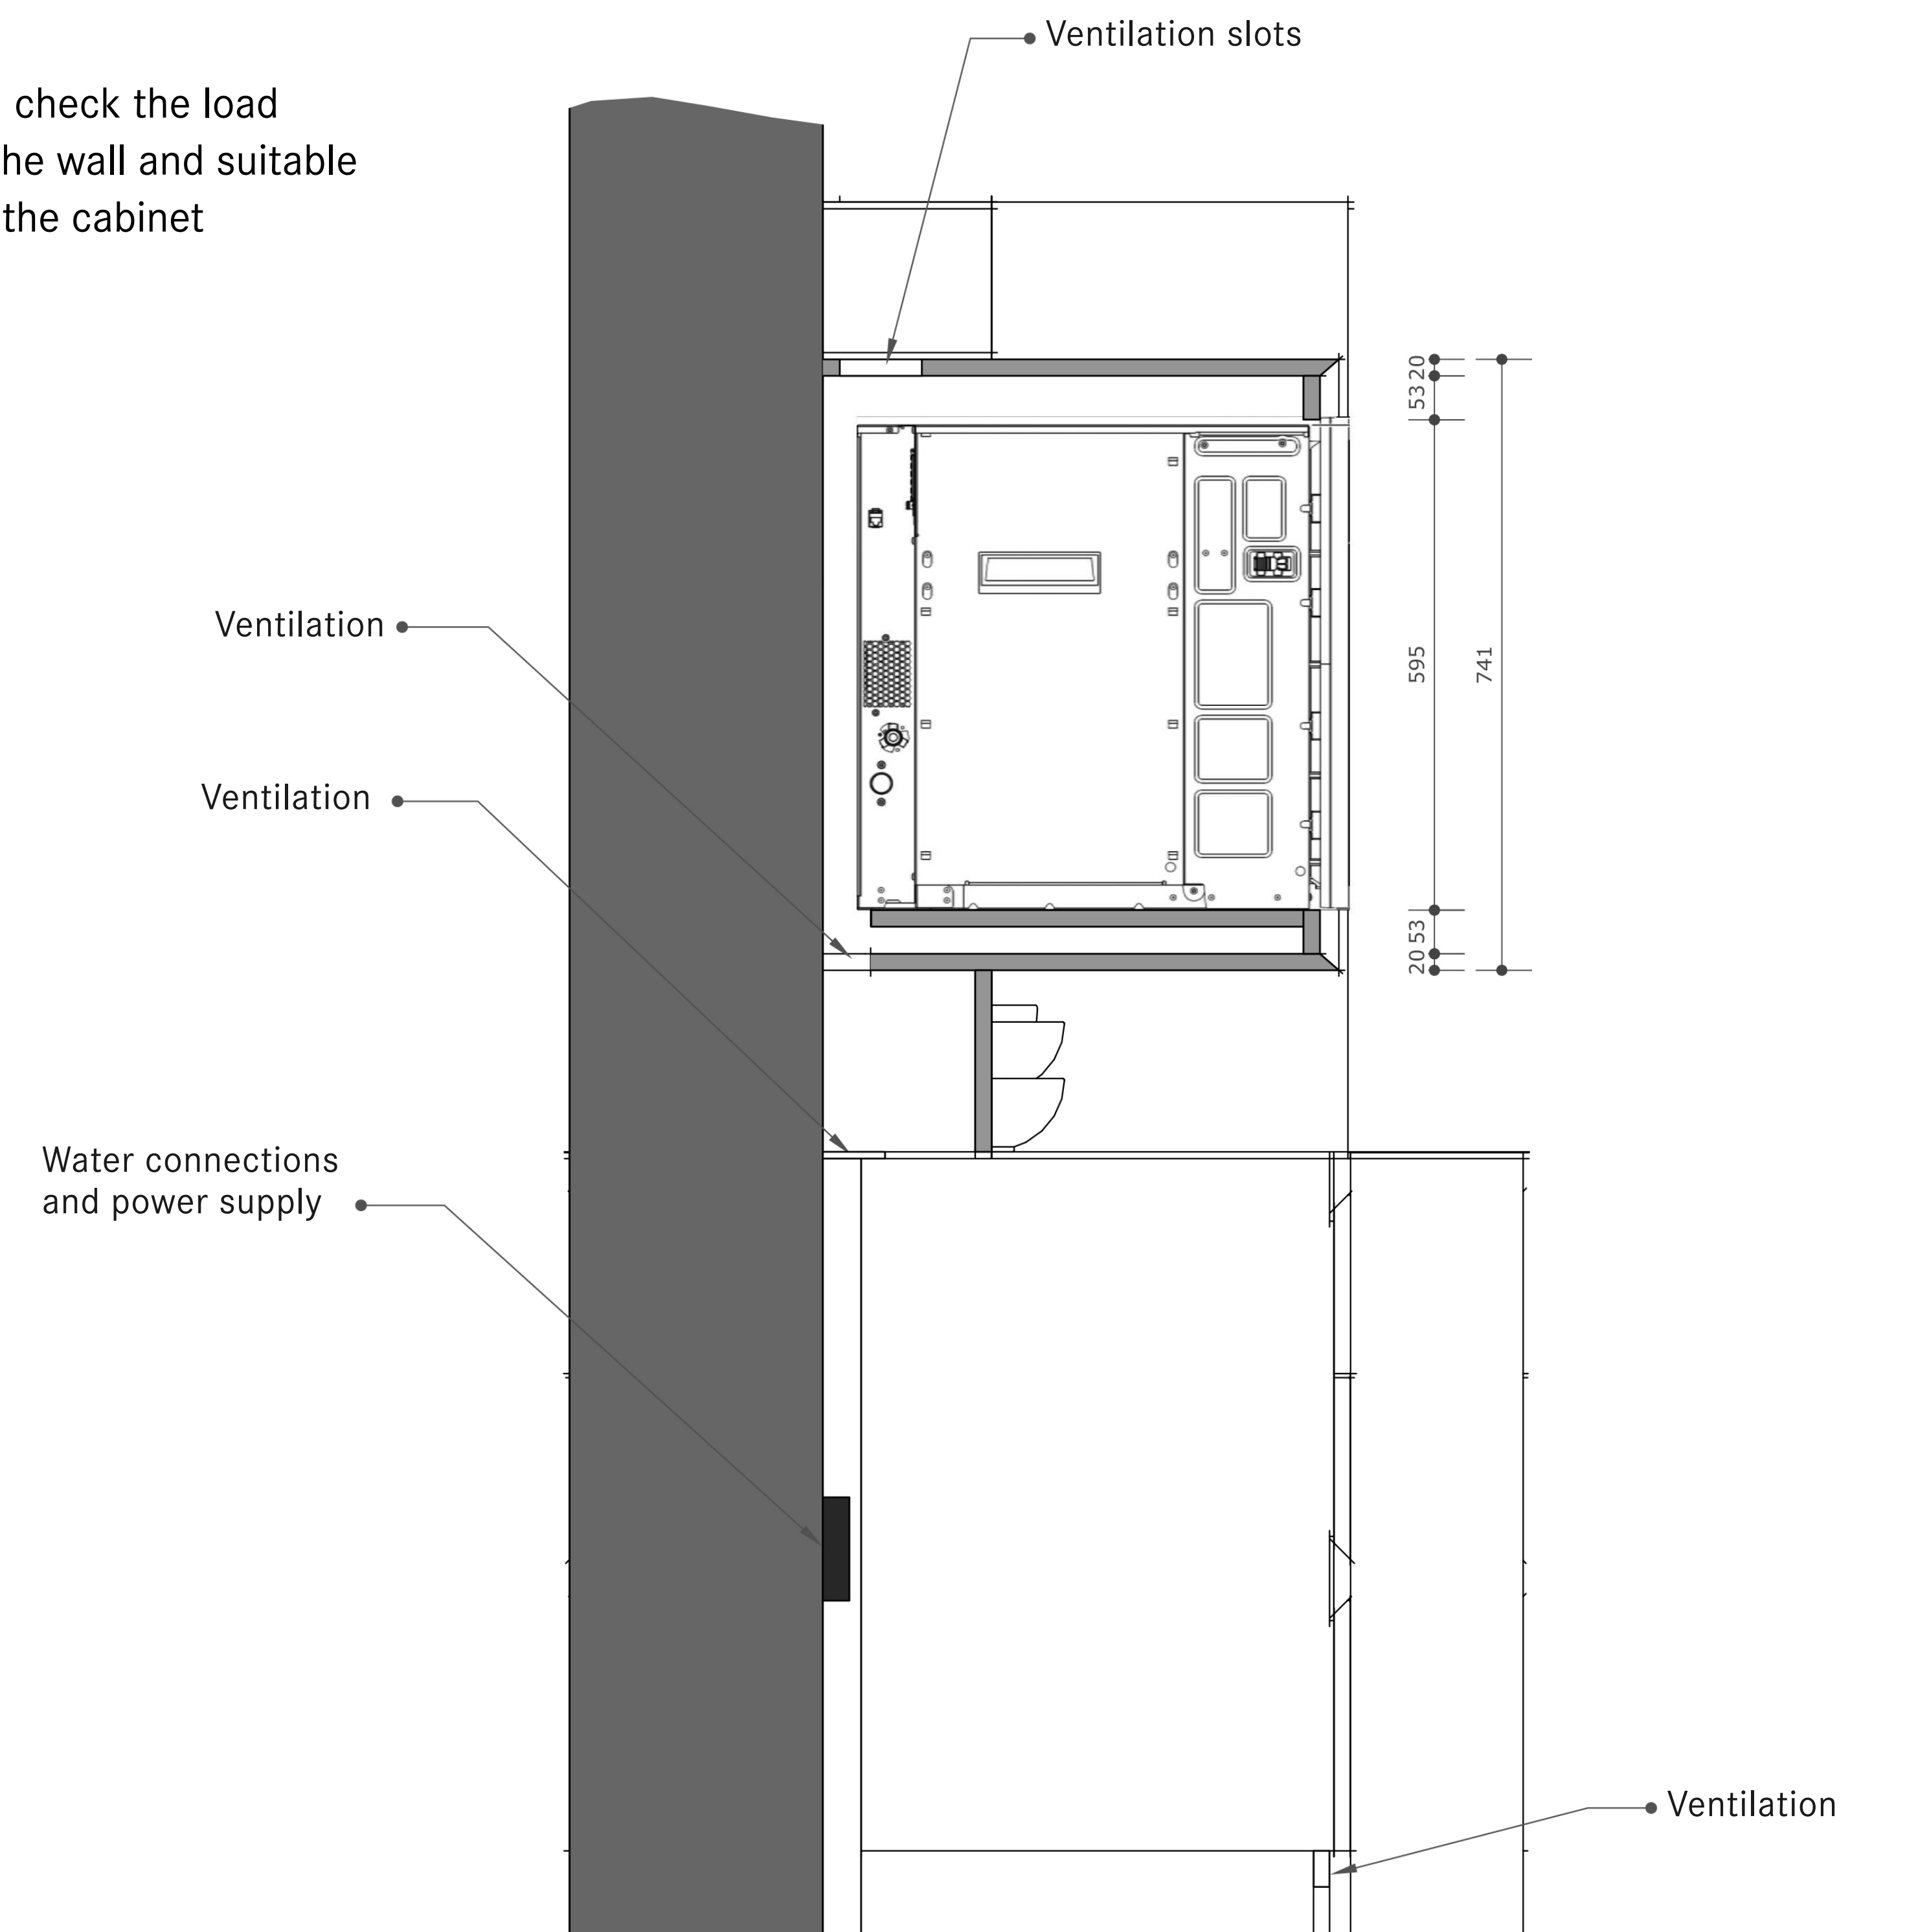 Ventilation slots
check the load
he wall and suitable
the cabinet
20
53
Ventilation
595
741
Ventilation
53
20
Water connections
and power supply
Ventilation